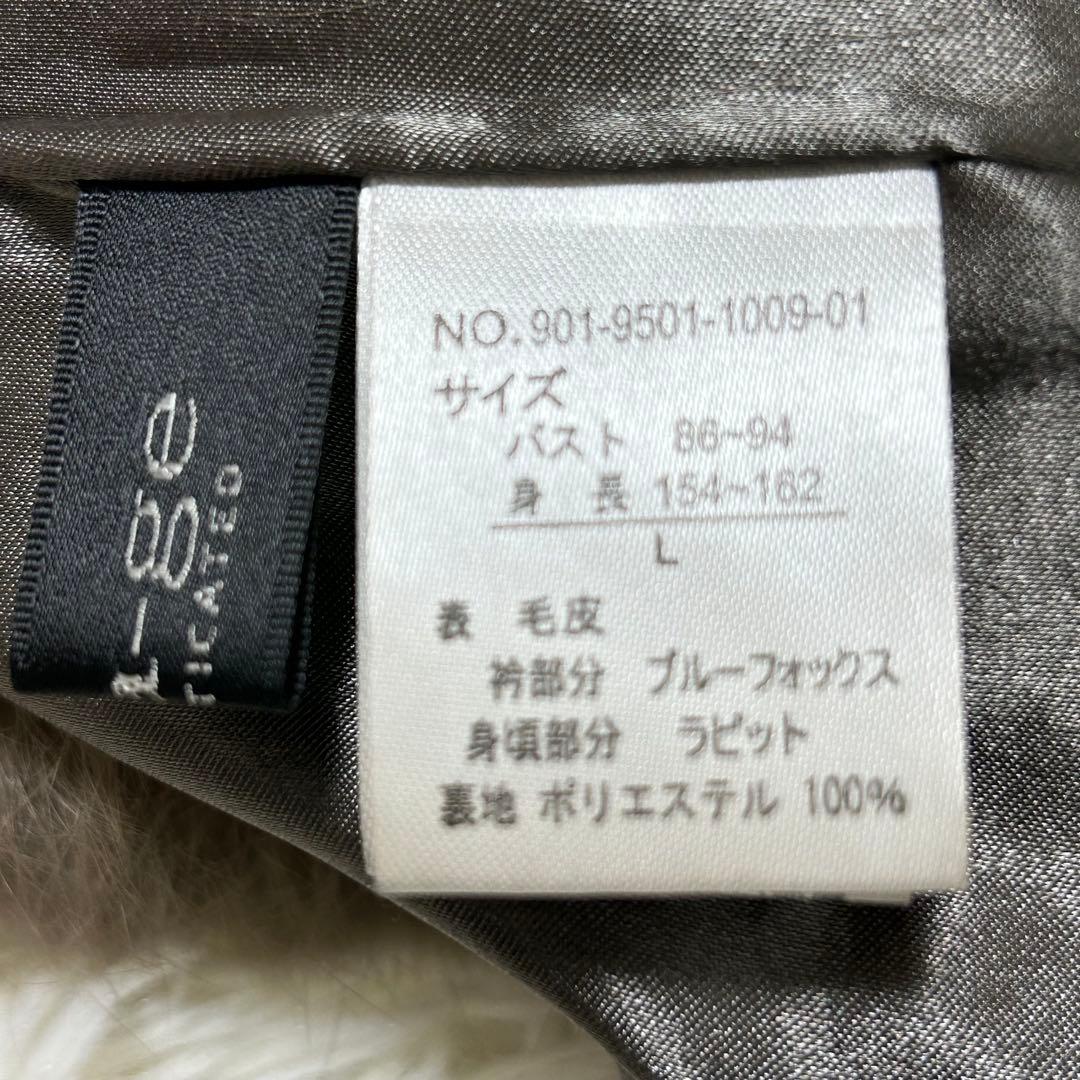 NO.901-9501-1009-01
サイズ
バスト 86~94
身 長 154~162
L
表 毛皮
衿部分 ブルーフォックス
身頃部分 ラビット
裏地 ポリエステル 100%
-ge
TICATED